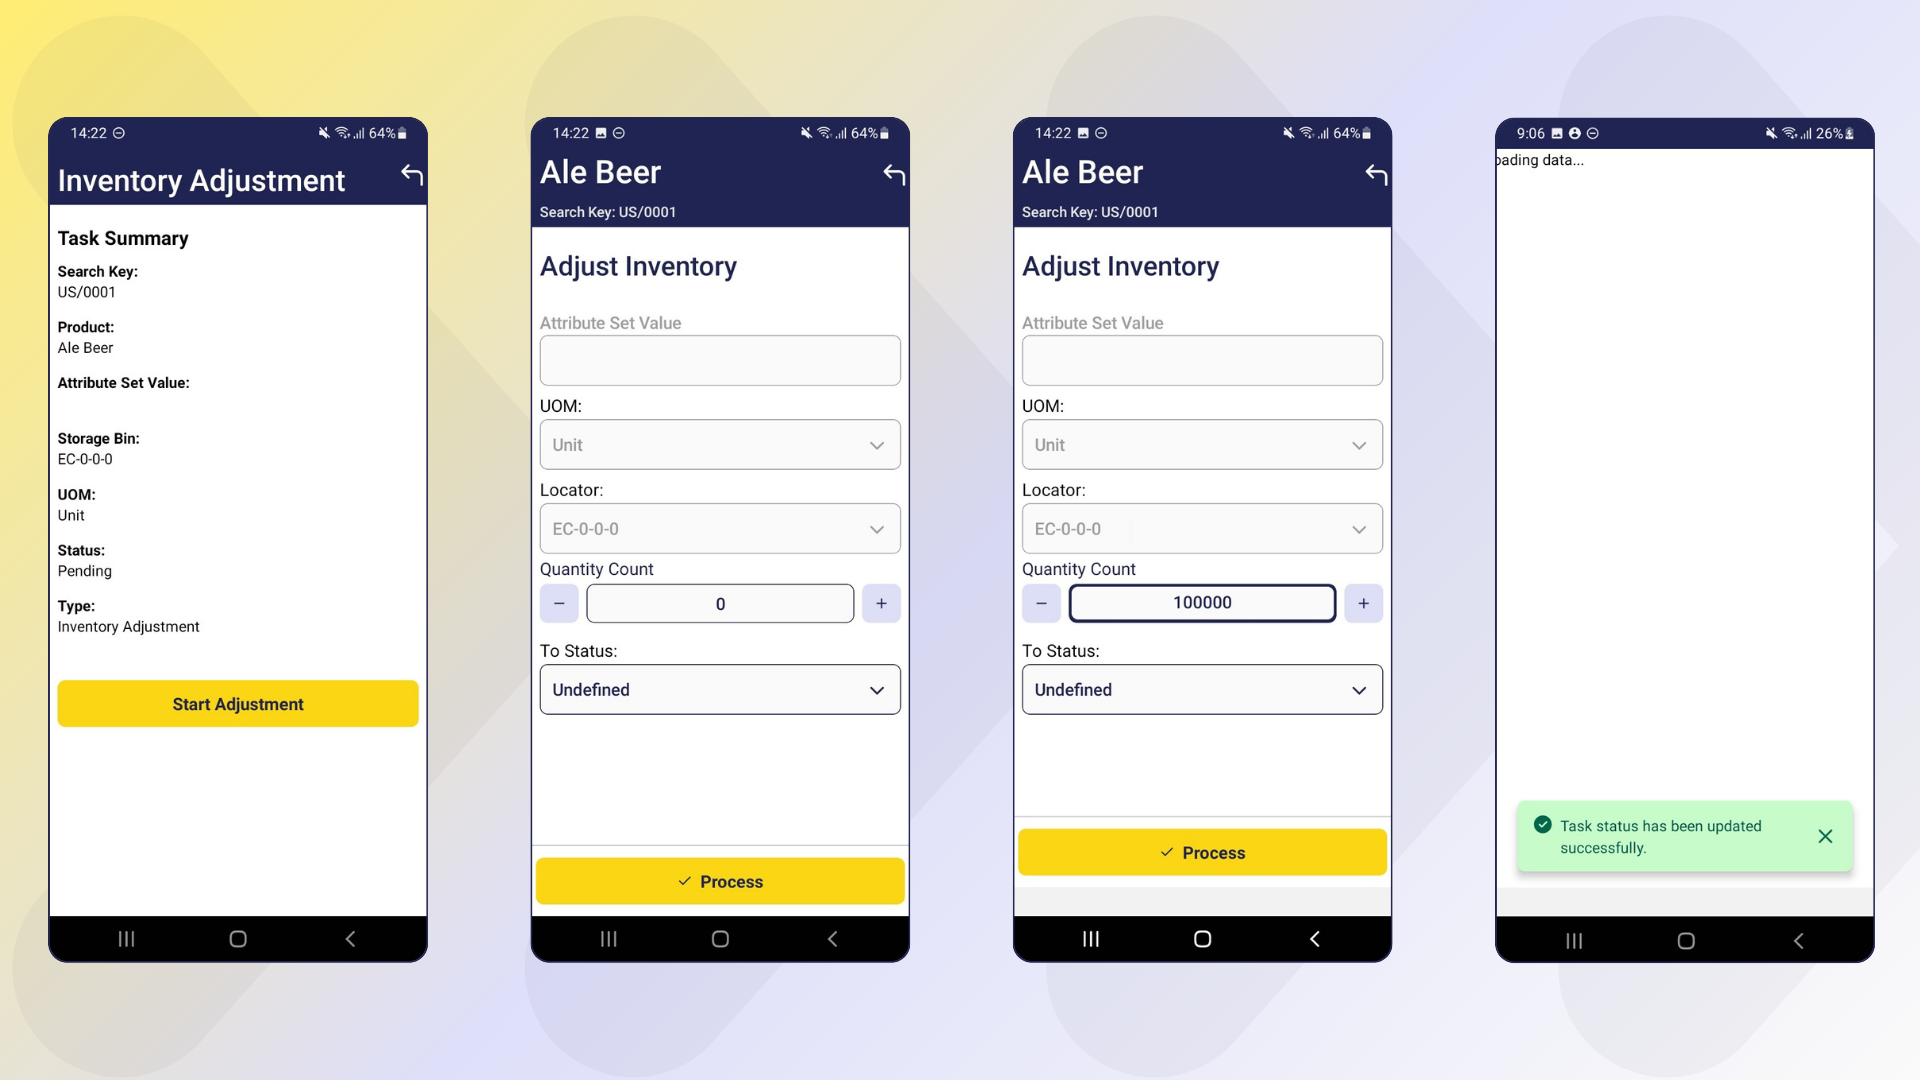 14:22
64%
Inventory Adjustment
Task Summary
Search Key:
US/0001
Product:
Ale Beer
Attribute Set Value:
Storage Bin:
EC-0-0-0
UOM:
Unit
Status:
Pending
Type:
Inventory Adjustment
Start Adjustment
14:22
64%
Ale Beer
Search Key: US/0001
Adjust Inventory
Attribute Set Value
UOM:
Unit
Locator:
EC-0-0-0
Quantity Count
− 0 +
To Status:
Undefined
Process
14:22
64%
Ale Beer
Search Key: US/0001
Adjust Inventory
Attribute Set Value
UOM:
Unit
Locator:
EC-0-0-0
Quantity Count
− 100000 +
To Status:
Undefined
Process
9:06
26%
oading data...
Task status has been updated
successfully.